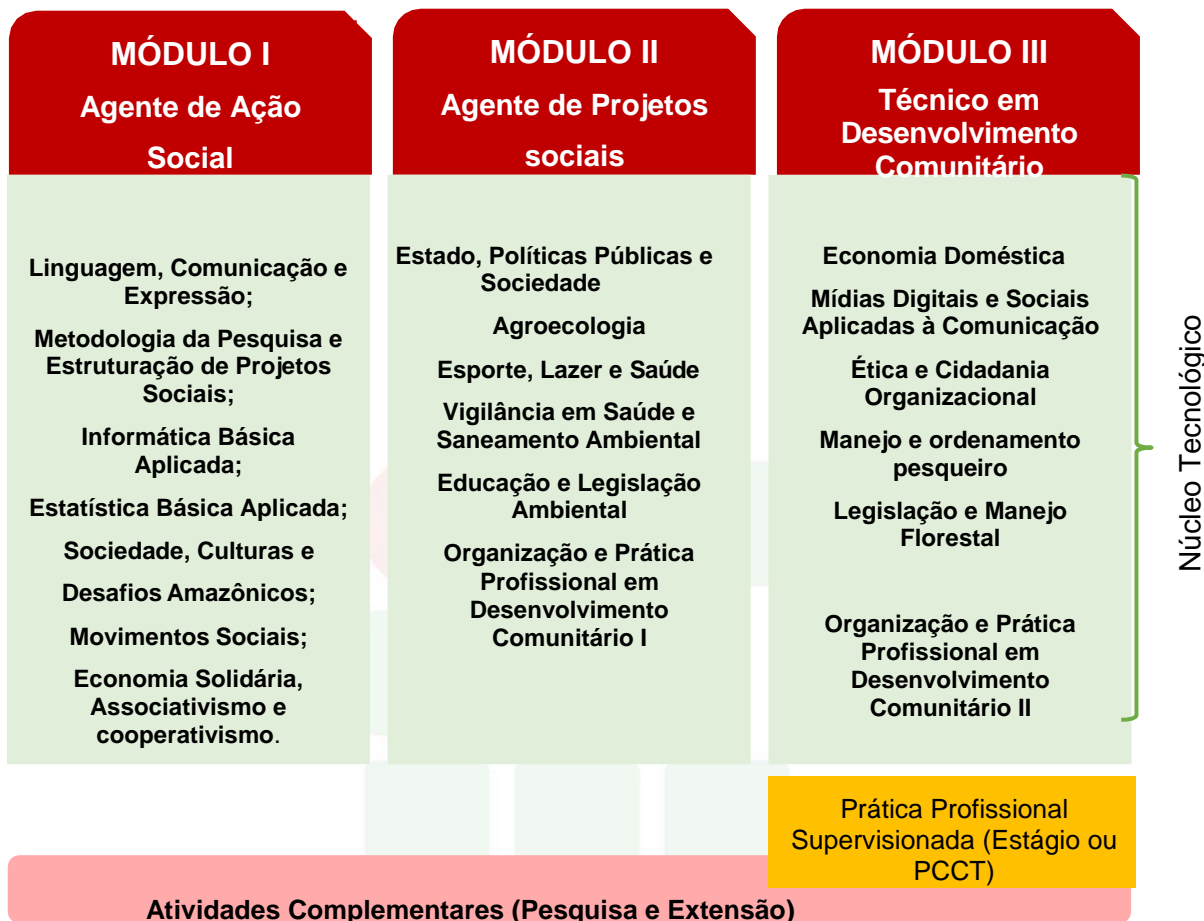 MÓDULO I
Agente de Ação
Social
Linguagem, Comunicação e
Expressão;
Metodologia da Pesquisa e
Estruturação de Projetos
Sociais;
Informática Básica
Aplicada;
Estatística Básica Aplicada;
Sociedade, Culturas e
Desafios Amazônicos;
Movimentos Sociais;
Economia Solidária,
Associativismo e
cooperativismo.
MÓDULO II
Agente de Projetos
sociais
Estado, Políticas Públicas e
Sociedade
Agroecologia
Esporte, Lazer e Saúde
Vigilância em Saúde e
Saneamento Ambiental
Educação e Legislação
Ambiental
Organização e Prática
Profissional em
Desenvolvimento
Comunitário I
MÓDULO III
Técnico em
Desenvolvimento
Comunitário
Economia Doméstica
Mídias Digitais e Sociais
Aplicadas à Comunicação
Ética e Cidadania
Organizacional
Manejo e ordenamento
pesqueiro
Legislação e Manejo
Florestal
Organização e Prática
Profissional em
Desenvolvimento
Comunitário II
Núcleo Tecnológico
Prática Profissional
Supervisionada (Estágio ou
PCCT)
Atividades Complementares (Pesquisa e Extensão)